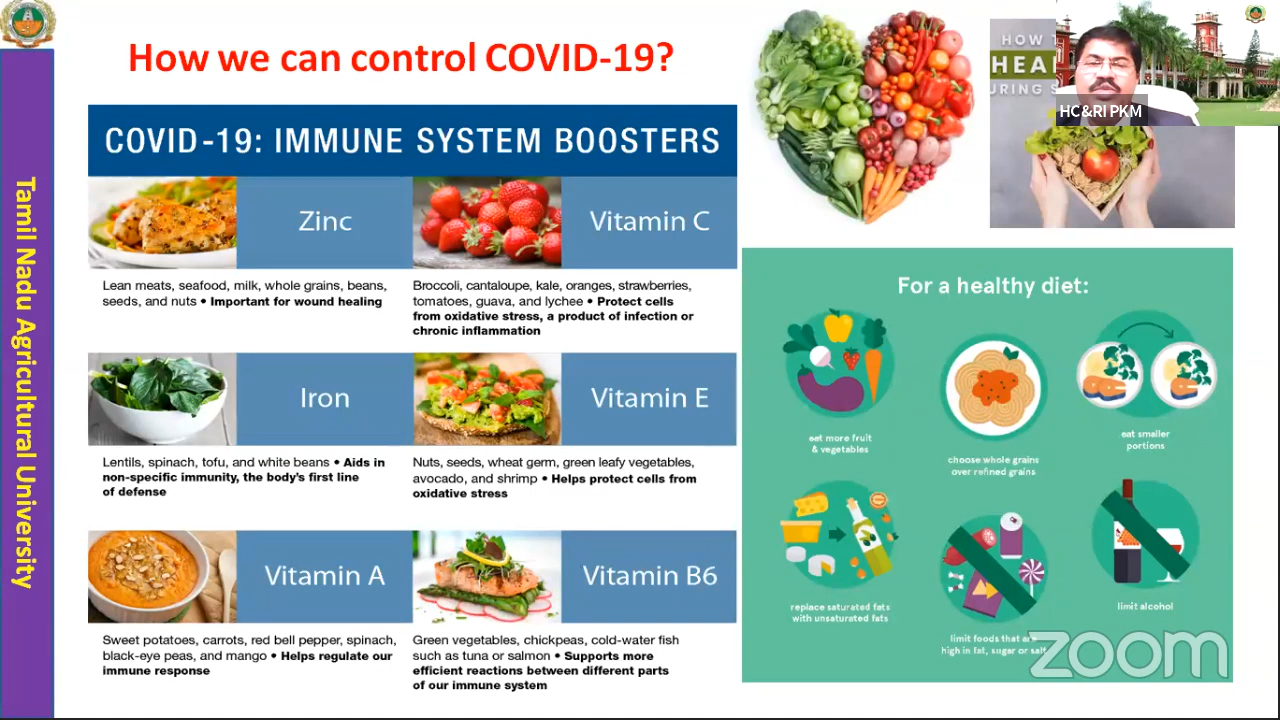 Tamil Nadu Agricultural University
How we can control COVID-19?
COVID-19: IMMUNE SYSTEM BOOSTERS
Zinc
Lean meats, seafood, milk, whole grains, beans,
seeds, and nuts • Important for wound healing
Vitamin C
Broccoli, cantaloupe, kale, oranges, strawberries,
tomatoes, guava, and lychee • Protect cells
from oxidative stress, a product of infection or
chronic inflammation
Iron
Lentils, spinach, tofu, and white beans • Aids in
non-specific immunity, the body's first line
of defense
Vitamin E
Nuts, seeds, wheat germ, green leafy vegetables,
avocado, and shrimp • Helps protect cells from
oxidative stress
Vitamin A
Sweet potatoes, carrots, red bell pepper, spinach,
black-eye peas, and mango • Helps regulate our
immune response
Vitamin B6
Green vegetables, chickpeas, cold-water fish
such as tuna or salmon • Supports more
efficient reactions between different parts
of our immune system
HOW
HC&RI PKM
For a healthy diet:
eat more fruit
& vegetables
choose whole grains
over refined grains
eat smaller
portions
replace saturated fats
with unsaturated fats
limit foods that are
high in fat, sugar or salt
limit alcohol
zoom